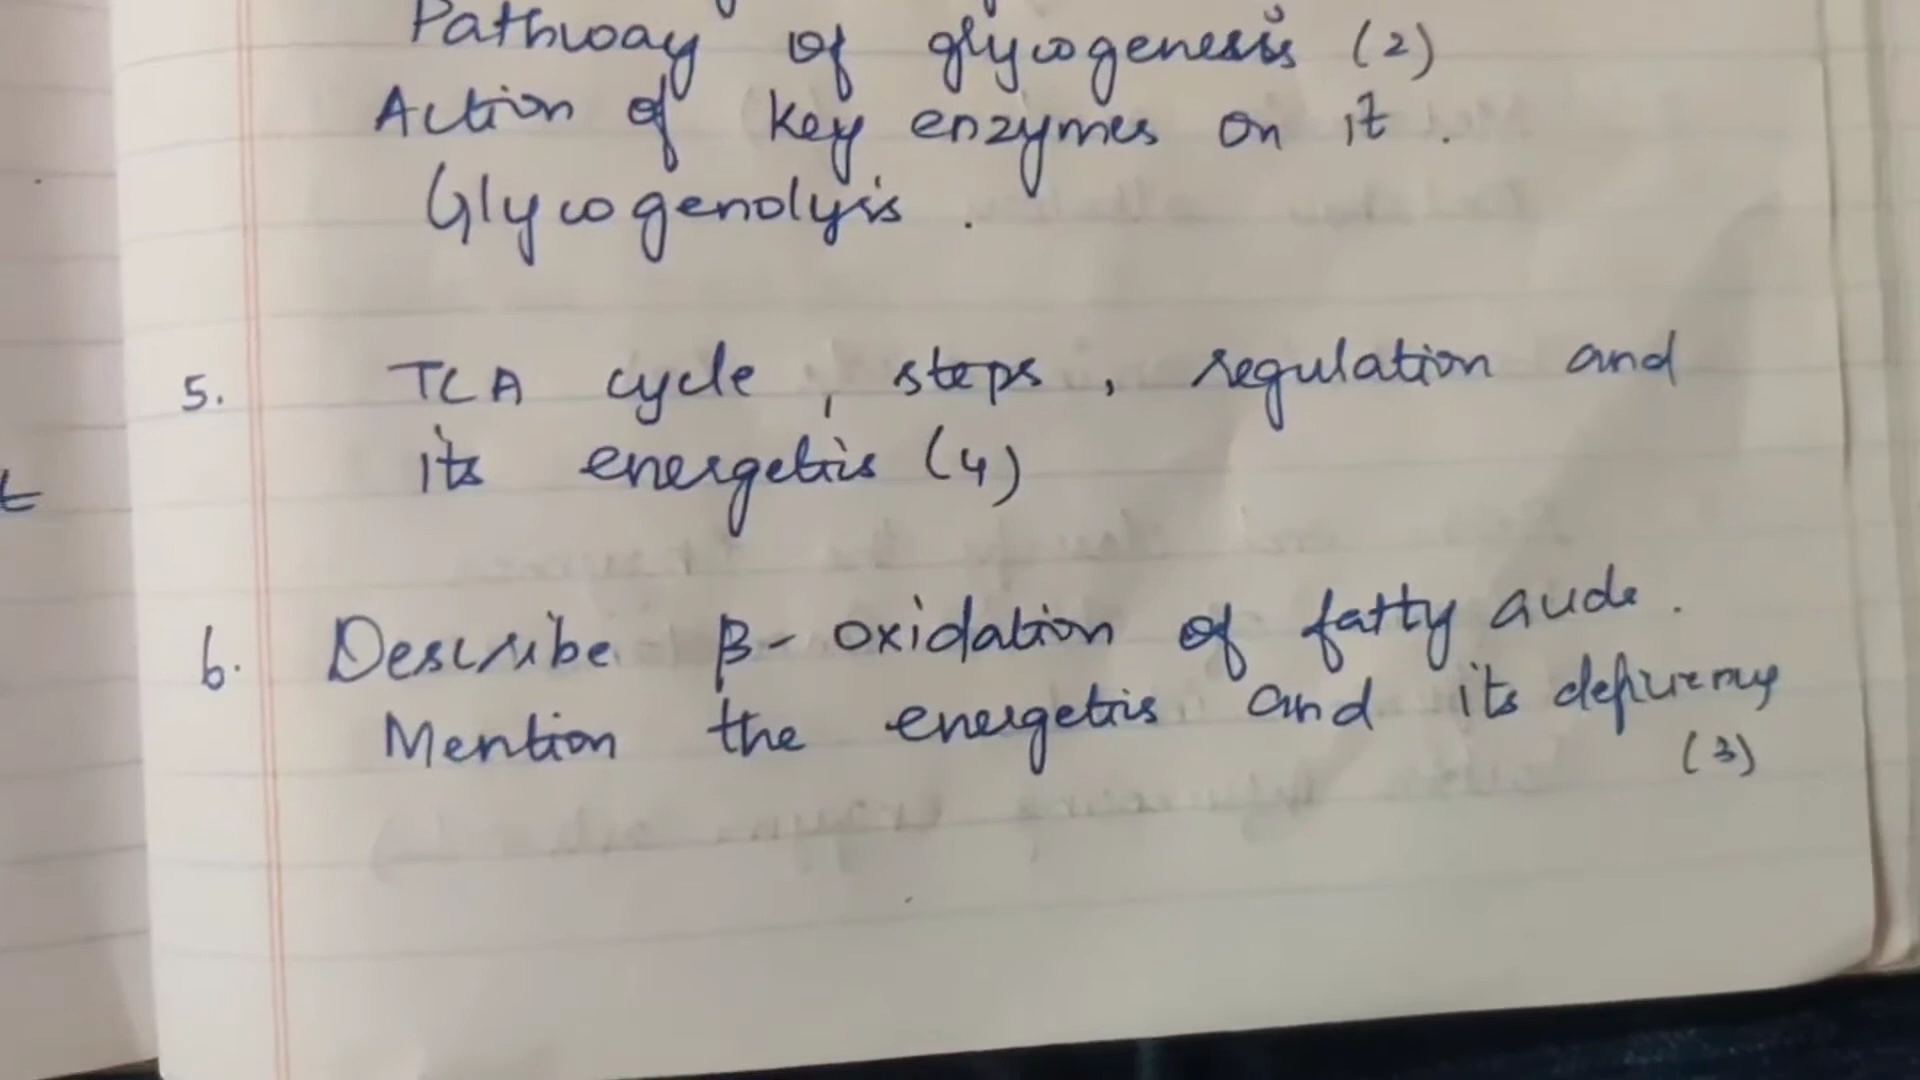 Pathway of glycogenesis (2)
Action of key enzymes on it.
Glycogenolysis.
5. TCA cycle, steps, regulation and
its energetics (4)
6. Describe β-oxidation of fatty acids.
Mention the energetics and its deficiency
(3)